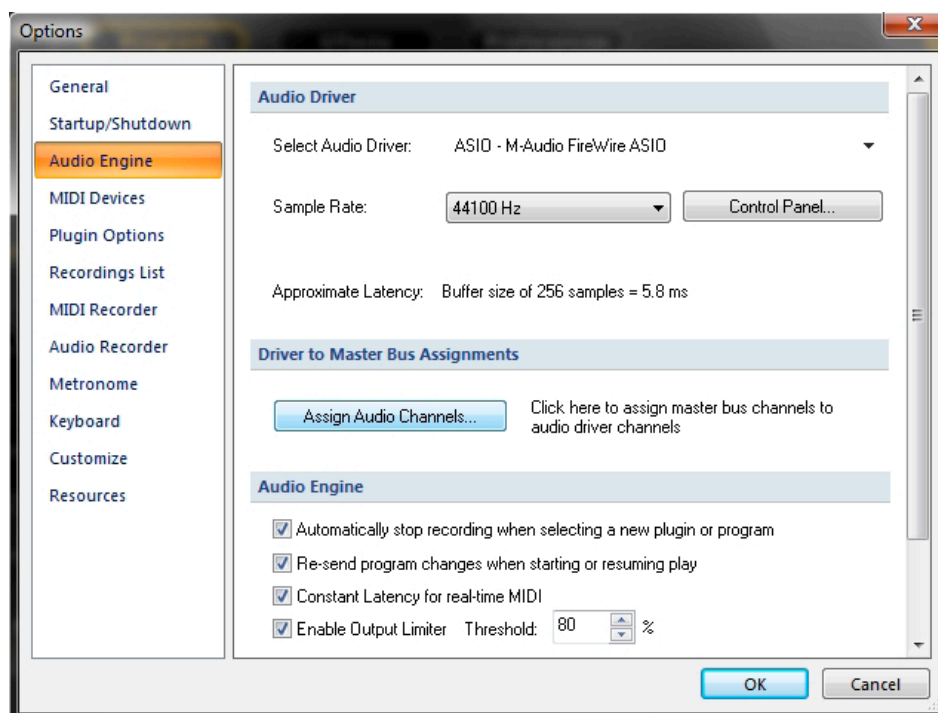 Options
General
Startup/Shutdown
Audio Engine
MIDI Devices
Plugin Options
Recordings List
MIDI Recorder
Audio Recorder
Metronome
Keyboard
Customize
Resources
Audio Driver
Select Audio Driver: ASIO - M-Audio FireWire ASIO
Sample Rate: 44100 Hz Control Panel...
Approximate Latency: Buffer size of 256 samples = 5.8 ms
Driver to Master Bus Assignments
Assign Audio Channels... Click here to assign master bus channels to
audio driver channels
Audio Engine
Automatically stop recording when selecting a new plugin or program
Re-send program changes when starting or resuming play
Constant Latency for real-time MIDI
Enable Output Limiter Threshold: 80 %
OK Cancel